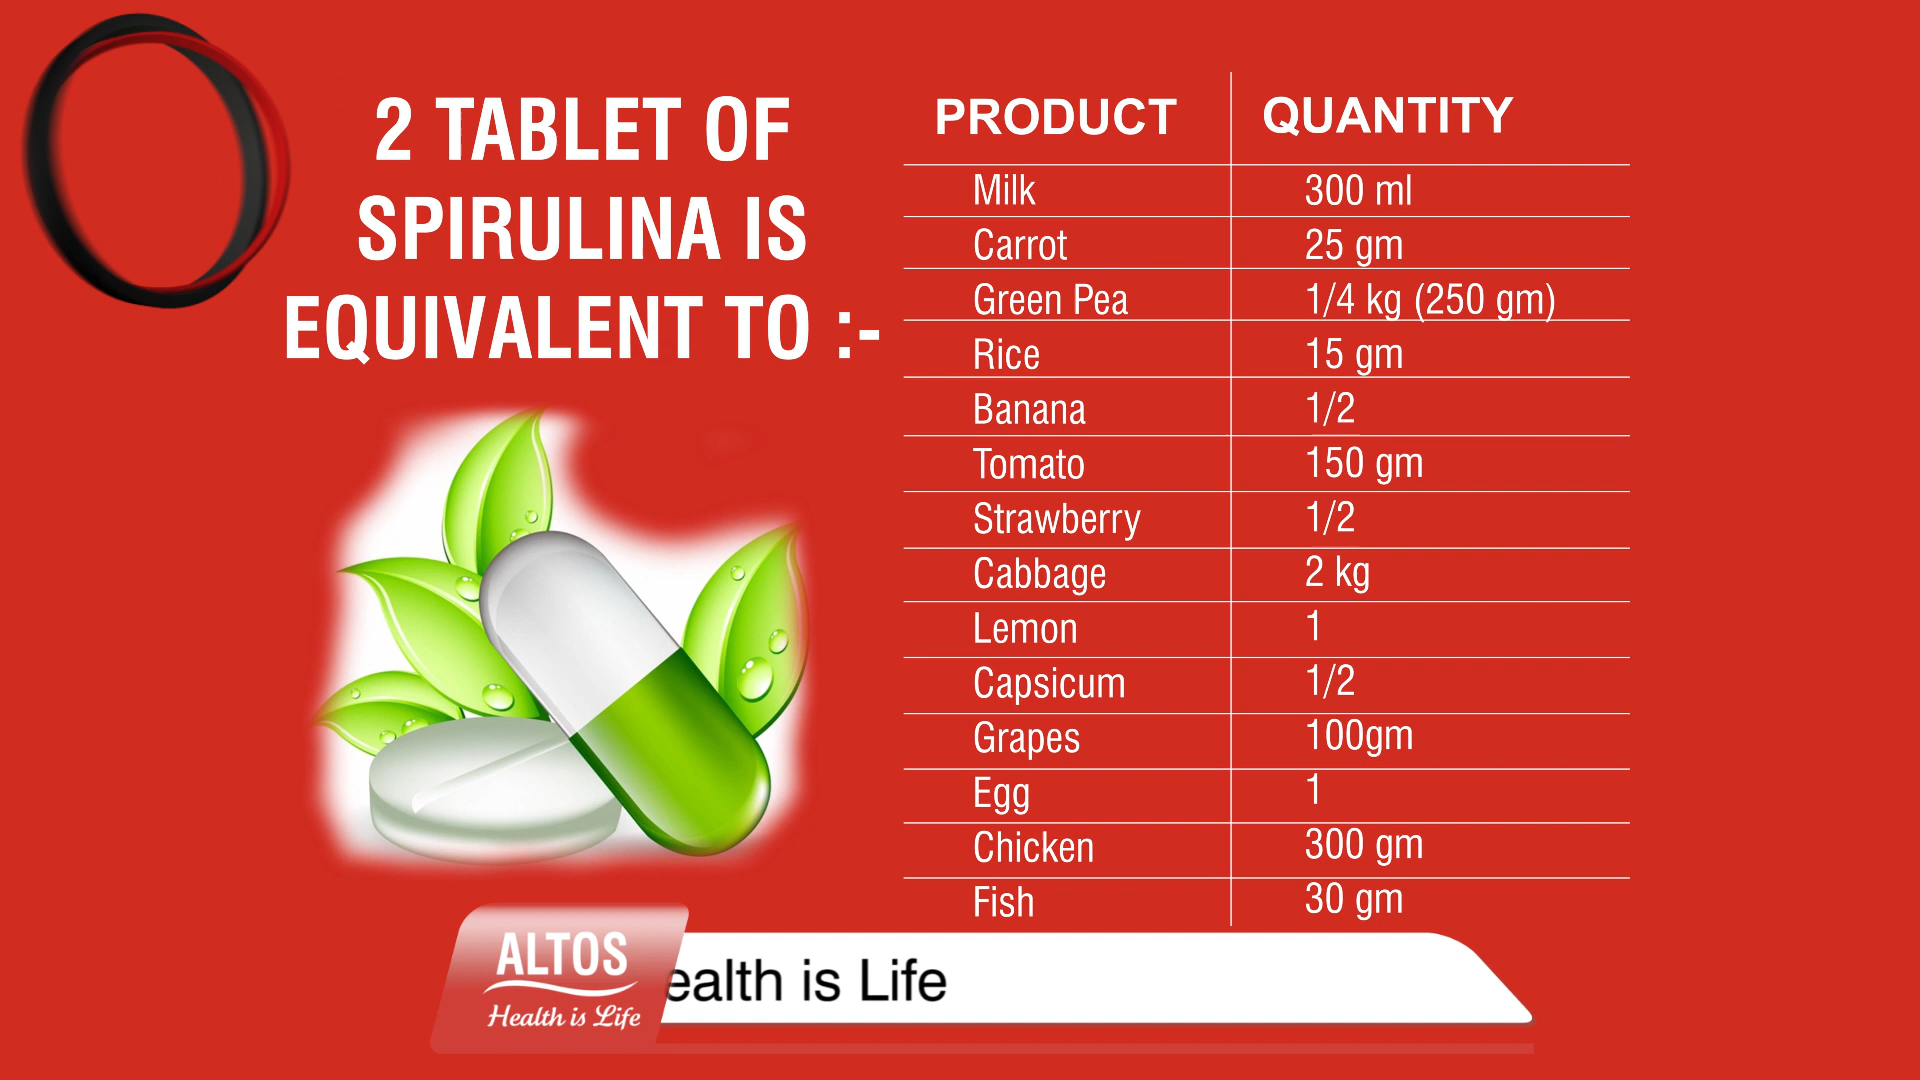 2 TABLET OF
SPIRULINA IS
EQUIVALENT TO :-
PRODUCT QUANTITY
Milk 300 ml
Carrot 25 gm
Green Pea 1/4 kg (250 gm)
Rice 15 gm
Banana 1/2
Tomato 150 gm
Strawberry 1/2
Cabbage 2 kg
Lemon 1
Capsicum 1/2
Grapes 100gm
Egg 1
Chicken 300 gm
Fish 30 gm
ALTOS
Health is Life
ealth is Life